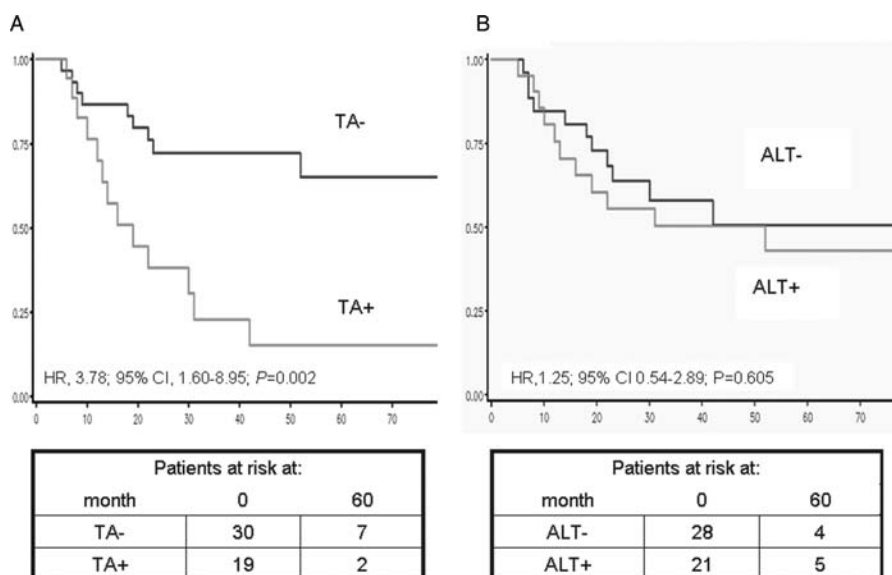 A
1.00
0.75
0.50
0.25
0.00
TA-
TA+
HR, 3.78; 95% CI, 1.60-8.95; P=0.002
0 10 20 30 40 50 60 70
Patients at risk at:
month 0 60
TA- 30 7
TA+ 19 2
B
1.00
0.75
0.50
0.25
0.00
ALT-
ALT+
HR,1.25; 95% CI 0.54-2.89; P=0.605
0 10 20 30 40 50 60 70
Patients at risk at:
month 0 60
ALT- 28 4
ALT+ 21 5